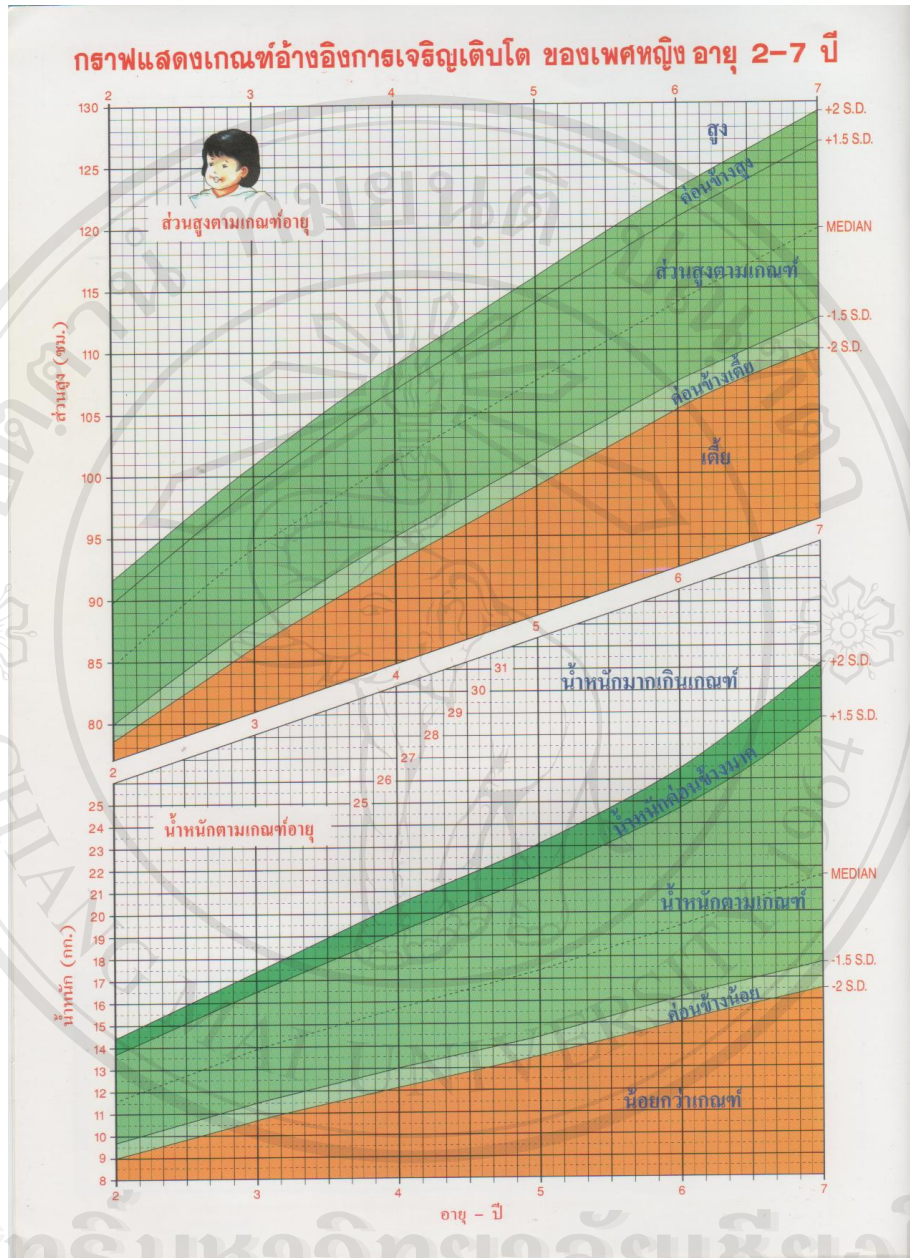 กราฟแสดงเกณฑ์อ้างอิงการเจริญเติบโต ของเพศหญิง อายุ 2-7 ปี
2 3 4 5 6 7
130
125
120
115
110
105
100
95
90
85
80
ส่วนสูง (ซม.)
ส่วนสูงตามเกณฑ์อายุ
สูง
ค่อนข้างสูง
ส่วนสูงตามเกณฑ์
ค่อนข้างเตี้ย
เตี้ย
+2 S.D.
+1.5 S.D.
MEDIAN
-1.5 S.D.
-2 S.D.
2 3 4 5 6 7
31
30
29
28
27
26
25
25
24
23
22
21
20
19
18
17
16
15
14
13
12
11
10
9
8
น้ำหนัก (กก.)
น้ำหนักตามเกณฑ์อายุ
น้ำหนักมากเกินเกณฑ์
น้ำหนักค่อนข้างมาก
น้ำหนักตามเกณฑ์
ค่อนข้างน้อย
น้อยกว่าเกณฑ์
+2 S.D.
+1.5 S.D.
MEDIAN
-1.5 S.D.
-2 S.D.
2 3 4 5 6 7
อายุ - ปี
CHIANG MAI UNIVERSITY 1964